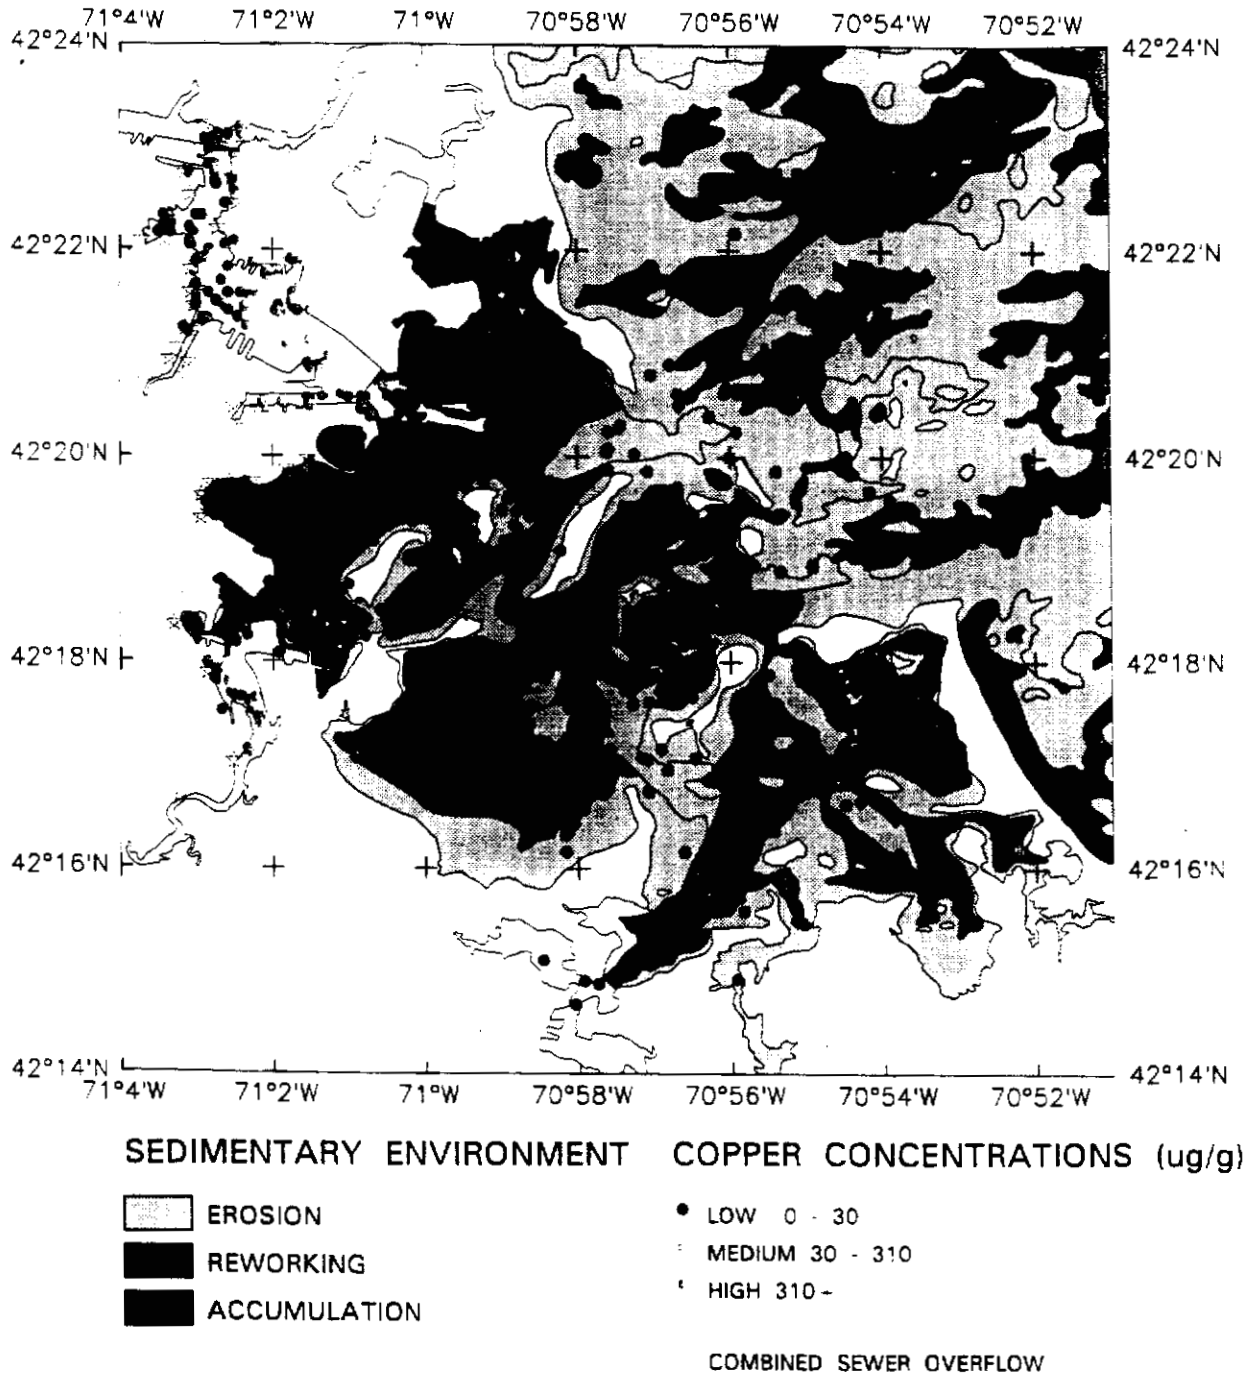 71°4'W 71°2'W 71°W 70°58'W 70°56'W 70°54'W 70°52'W
42°24'N 42°24'N
42°22'N 42°22'N
42°20'N 42°20'N
42°18'N 42°18'N
42°16'N 42°16'N
42°14'N 42°14'N
71°4'W 71°2'W 71°W 70°58'W 70°56'W 70°54'W 70°52'W
SEDIMENTARY ENVIRONMENT COPPER CONCENTRATIONS (ug/g)
EROSION
LOW 0 - 30
REWORKING
MEDIUM 30 - 310
HIGH 310+
ACCUMULATION
COMBINED SEWER OVERFLOW